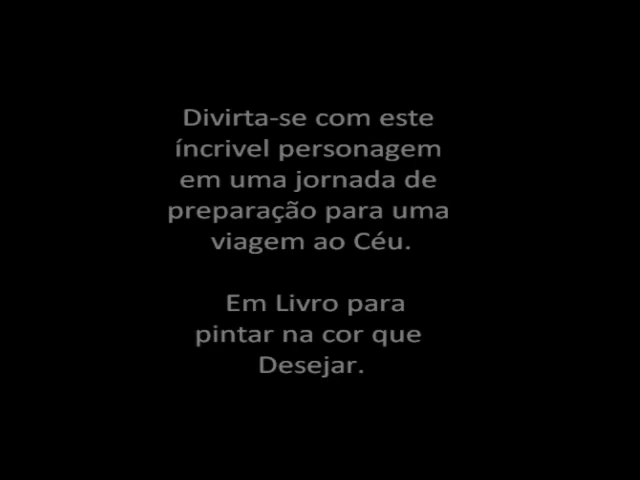 Divirta-se com este
íncrivel personagem
em uma jornada de
preparação para uma
viagem ao Céu.
Em Livro para
pintar na cor que
Desejar.